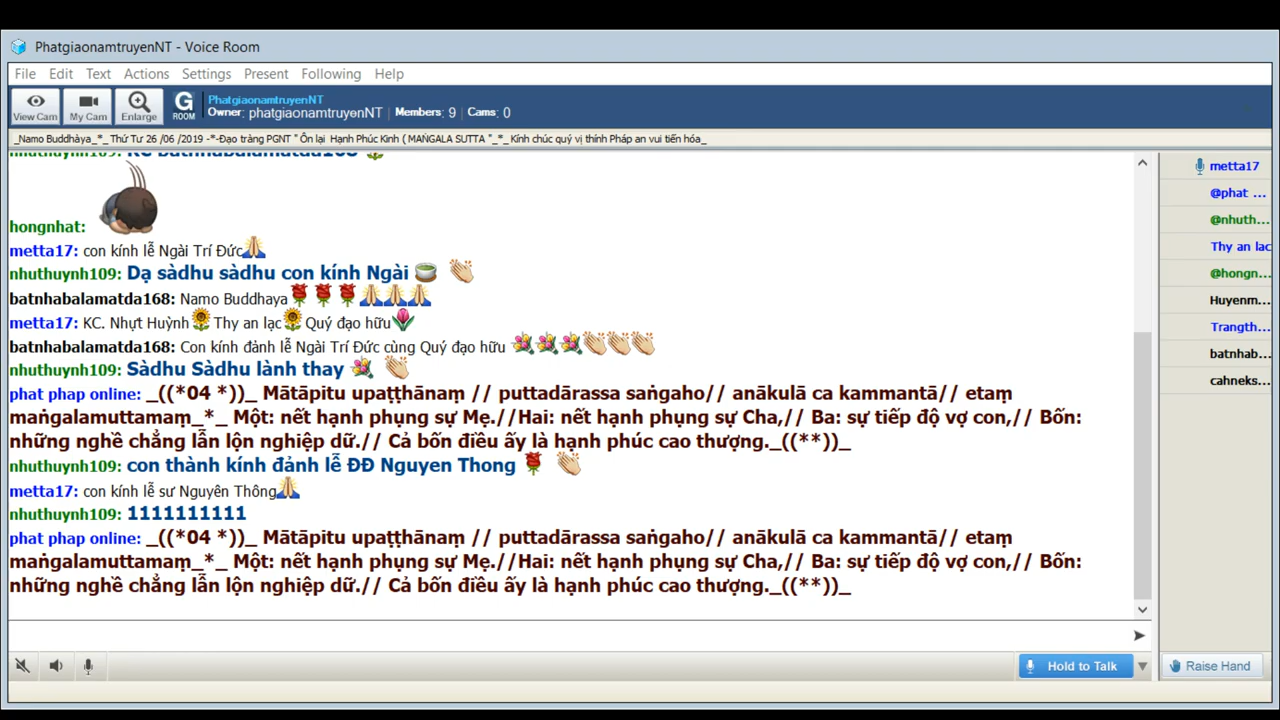 PhatgiaonamtruyenNT - Voice Room
File Edit Text Actions Settings Present Following Help
View Cam My Cam Enlarge G ROOM PhatgiaonamtruyenNT
Owner: phatgiaonamtruyenNT Members: 9 Cams: 0
_Namo Buddhàya_*_ Thứ Tư 26 /06 /2019 -*-Đạo tràng PGNT " Ôn lại Hạnh Phúc Kinh ( MAṄGALA SUTTA "_*_ Kính chúc quý vị thính Pháp an vui tiến hóa_
hongnhat:
metta17: con kính lễ Ngài Trí Đức
nhuthuynh109: Dạ sàdhu sàdhu con kính Ngài
batnhabalamatda168: Namo Buddhaya
metta17: KC. Nhựt Huỳnh Thy an lạc Quý đạo hữu
batnhabalamatda168: Con kính đảnh lễ Ngài Trí Đức cùng Quý đạo hữu
nhuthuynh109: Sàdhu Sàdhu lành thay
phat phap online: _((*04 *))_ Mātāpitu upaṭṭhānaṃ // puttadārassa saṅgaho// anākulā ca kammantā// etaṃ
maṅgalamuttamaṃ_*_ Một: nết hạnh phụng sự Mẹ.//Hai: nết hạnh phụng sự Cha,// Ba: sự tiếp độ vợ con,// Bốn:
những nghề chẳng lẫn lộn nghiệp dữ.// Cả bốn điều ấy là hạnh phúc cao thượng._((**))_
nhuthuynh109: con thành kính đảnh lễ ĐĐ Nguyen Thong
metta17: con kính lễ sư Nguyên Thông
nhuthuynh109: 1111111111
phat phap online: _((*04 *))_ Mātāpitu upaṭṭhānaṃ // puttadārassa saṅgaho// anākulā ca kammantā// etaṃ
maṅgalamuttamaṃ_*_ Một: nết hạnh phụng sự Mẹ.//Hai: nết hạnh phụng sự Cha,// Ba: sự tiếp độ vợ con,// Bốn:
những nghề chẳng lẫn lộn nghiệp dữ.// Cả bốn điều ấy là hạnh phúc cao thượng._((**))_
metta17
@phat ...
@nhuth...
Thy an lạc
@hongn...
Huyenm...
Trangth...
batnhab...
cahneks...
Hold to Talk
Raise Hand